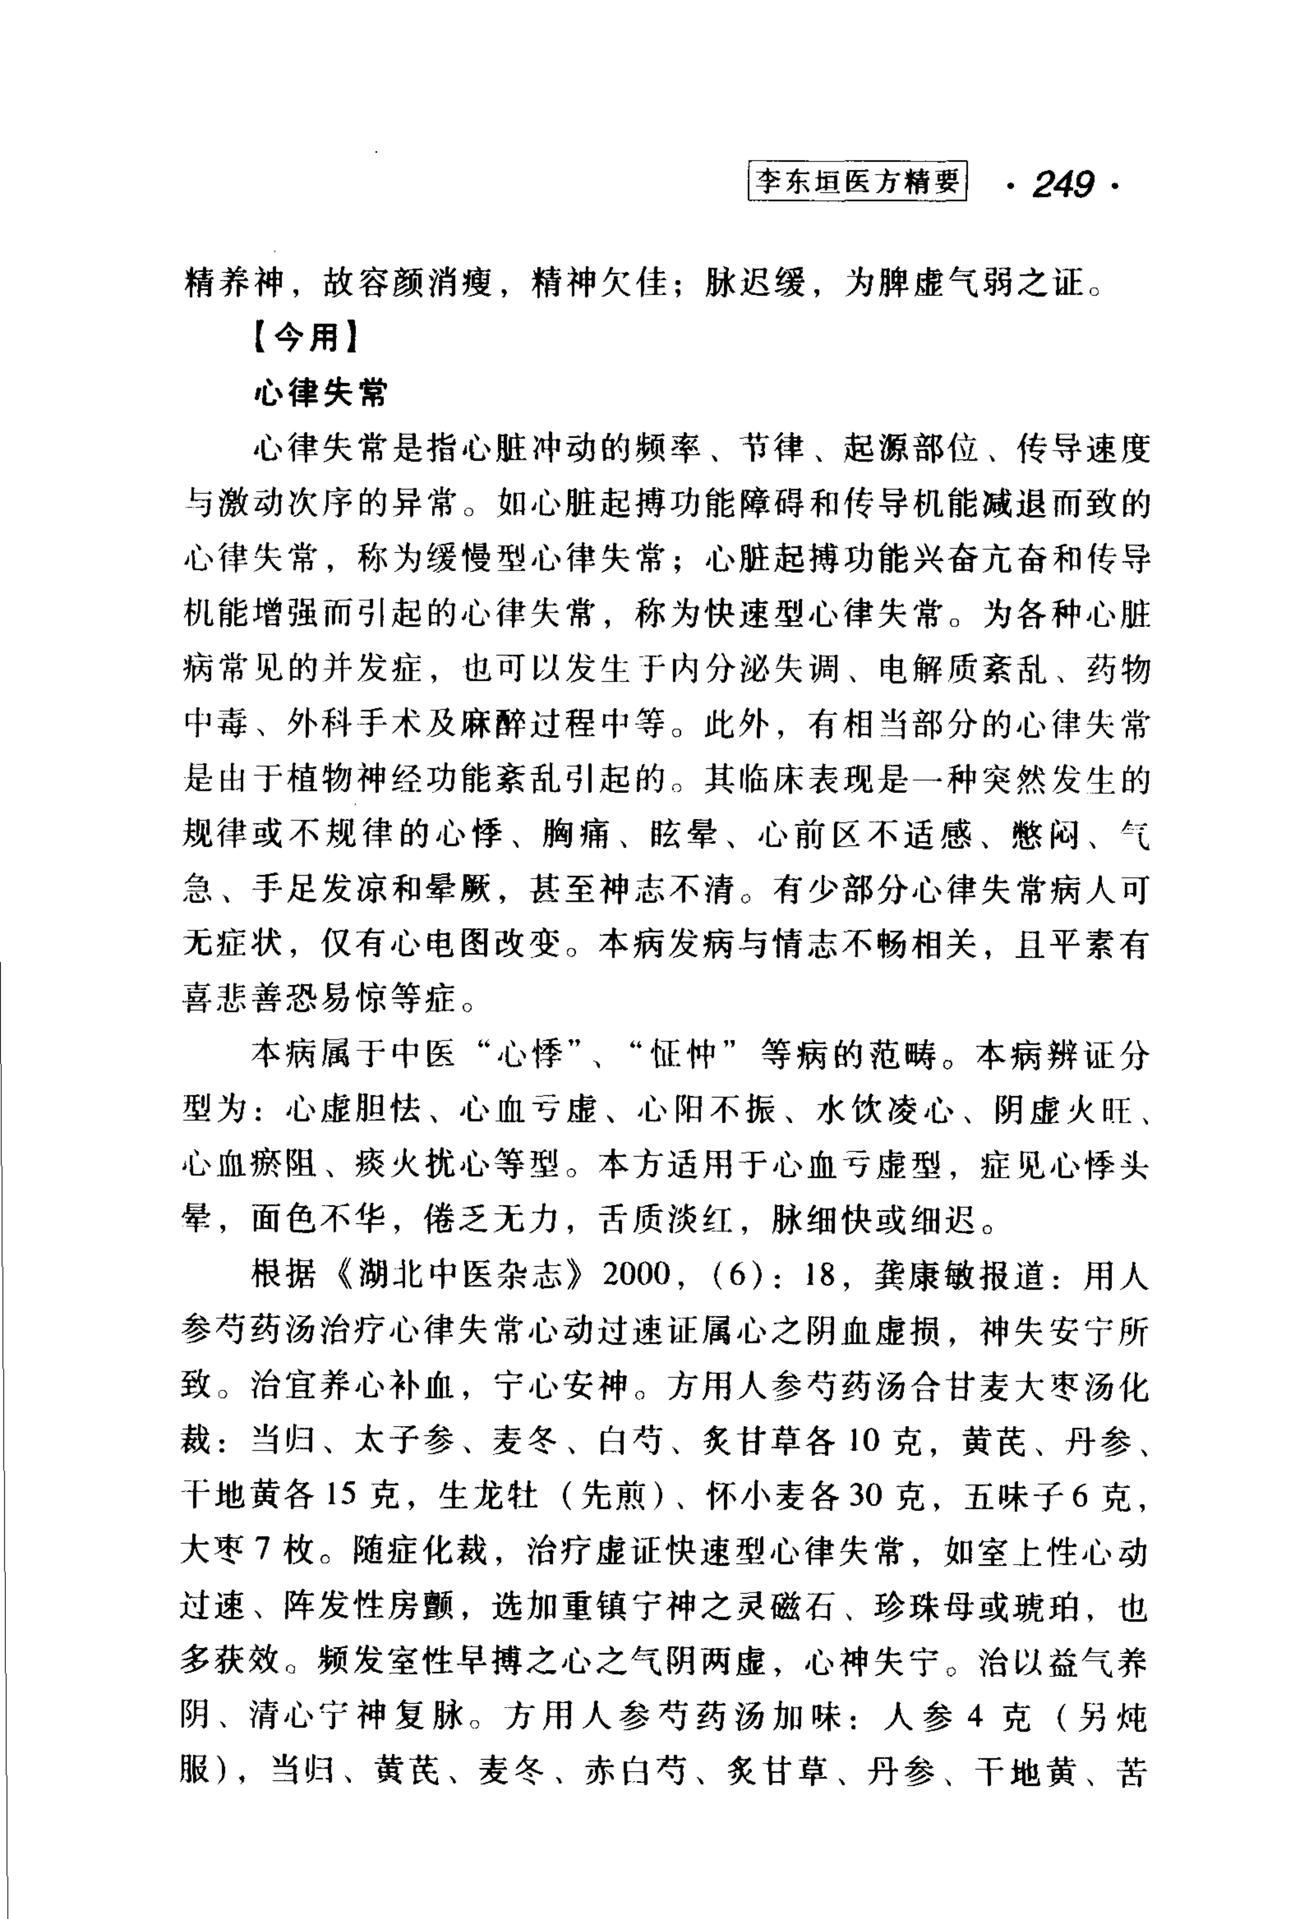 李东垣医方精要 · 249 ·
精养神，故容颜消瘦，精神欠佳；脉迟缓，为脾虚气弱之证。
【今用】
心律失常
心律失常是指心脏冲动的频率、节律、起源部位、传导速度
与激动次序的异常。如心脏起搏功能障碍和传导机能减退而致的
心律失常，称为缓慢型心律失常；心脏起搏功能兴奋亢奋和传导
机能增强而引起的心律失常，称为快速型心律失常。为各种心脏
病常见的并发症，也可以发生于内分泌失调、电解质紊乱、药物
中毒、外科手术及麻醉过程中等。此外，有相当部分的心律失常
是由于植物神经功能紊乱引起的。其临床表现是一种突然发生的
规律或不规律的心悸、胸痛、眩晕、心前区不适感、憋闷、气
急、手足发凉和晕厥，甚至神志不清。有少部分心律失常病人可
无症状，仅有心电图改变。本病发病与情志不畅相关，且平素有
喜悲善恐易惊等症。
本病属于中医“心悸”、“怔忡”等病的范畴。本病辨证分
型为：心虚胆怯、心血亏虚、心阳不振、水饮凌心、阴虚火旺、
心血瘀阻、痰火扰心等型。本方适用于心血亏虚型，症见心悸头
晕，面色不华，倦乏无力，舌质淡红，脉细快或细迟。
根据《湖北中医杂志》2000，（6）：18，龚康敏报道：用人
参芍药汤治疗心律失常心动过速证属心之阴血虚损，神失安宁所
致。治宜养心补血，宁心安神。方用人参芍药汤合甘麦大枣汤化
裁：当归、太子参、麦冬、白芍、炙甘草各 10 克，黄芪、丹参、
干地黄各 15 克，生龙牡（先煎）、怀小麦各 30 克，五味子 6 克，
大枣 7 枚。随症化裁，治疗虚证快速型心律失常，如室上性心动
过速、阵发性房颤，选加重镇宁神之灵磁石、珍珠母或琥珀，也
多获效。频发室性早搏之心之气阴两虚，心神失宁。治以益气养
阴、清心宁神复脉。方用人参芍药汤加味：人参 4 克（另炖
服），当归、黄芪、麦冬、赤白芍、炙甘草、丹参、干地黄、苦